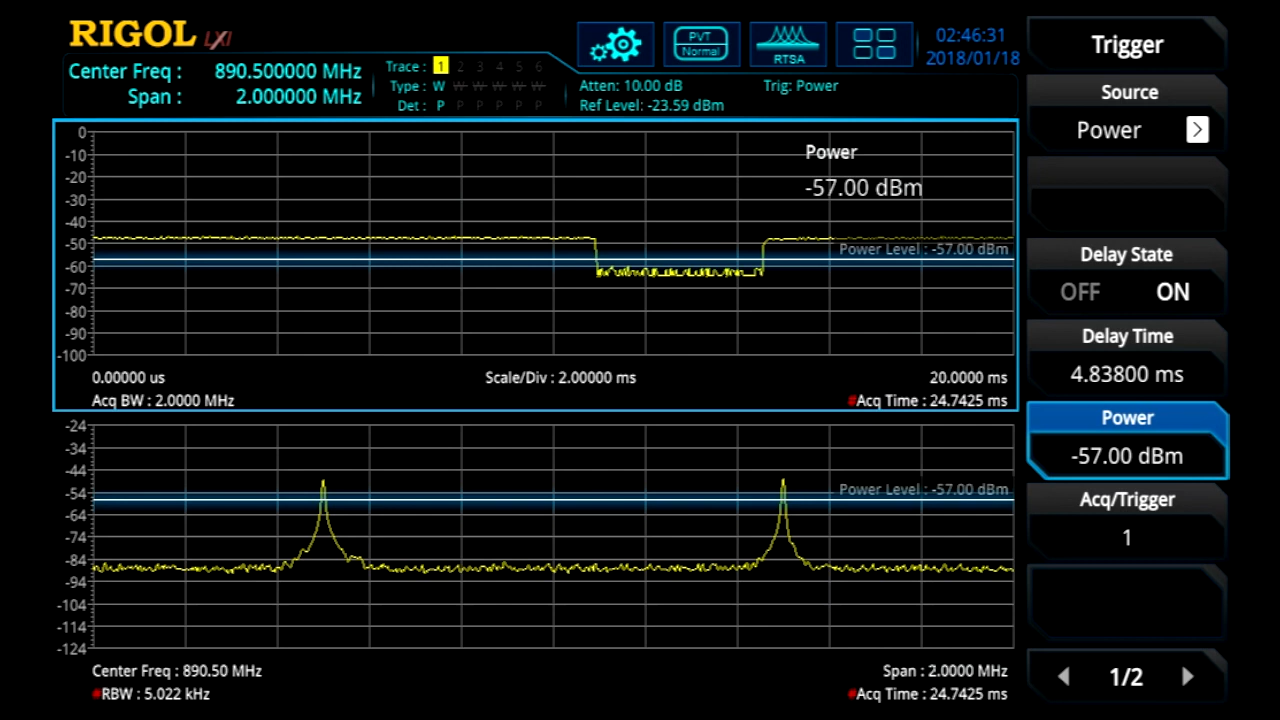 RIGOL LXI
PVT
Normal
RTSA
02:46:31
2018/01/18
Center Freq : 890.500000 MHz
Span : 2.000000 MHz
Trace : 1 2 3 4 5 6
Type : W W W W W W
Det : P P P P P P
Atten: 10.00 dB
Ref Level: -23.59 dBm
Trig: Power
0
-10
-20
-30
-40
-50
-60
-70
-80
-90
-100
Power
-57.00 dBm
Power Level : -57.00 dBm
0.00000 us
Scale/Div : 2.00000 ms
20.0000 ms
Acq BW : 2.0000 MHz
#Acq Time : 24.7425 ms
-24
-34
-44
-54
-64
-74
-84
-94
-104
-114
-124
Power Level : -57.00 dBm
Center Freq : 890.50 MHz
Span : 2.0000 MHz
#RBW : 5.022 kHz
#Acq Time : 24.7425 ms
Trigger
Source
Power
Delay State
OFF ON
Delay Time
4.83800 ms
Power
-57.00 dBm
Acq/Trigger
1
1/2